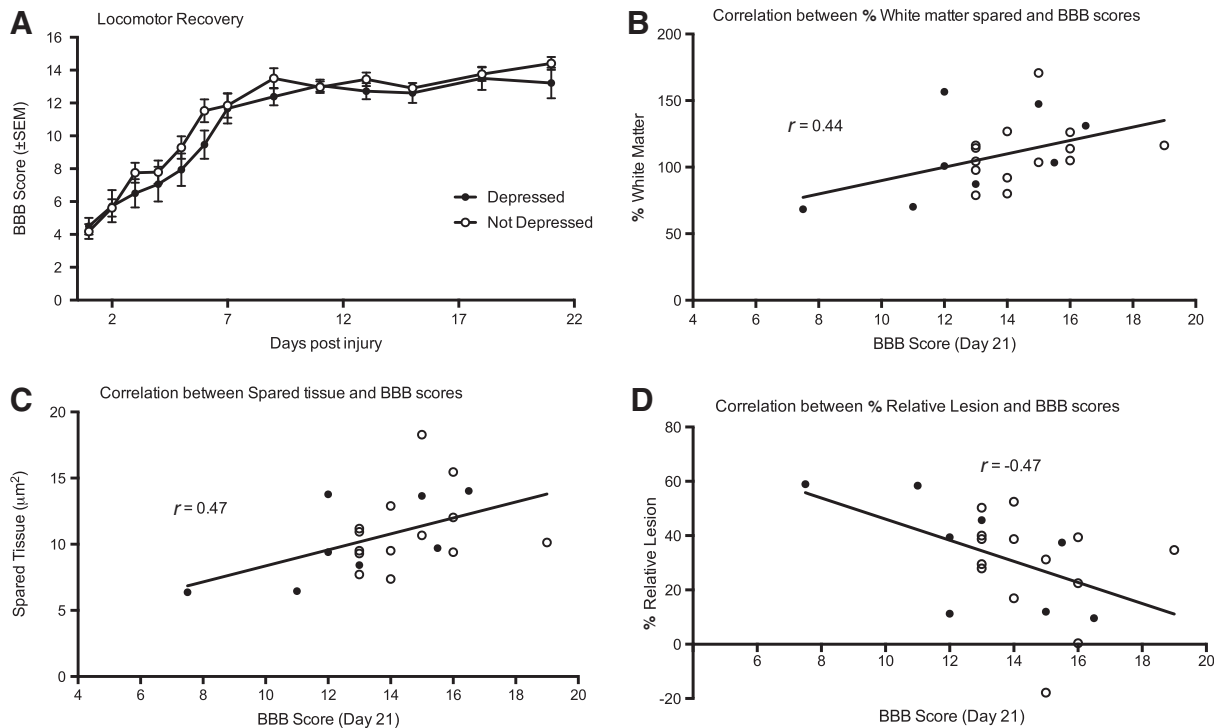 A
Locomotor Recovery
16
14
12
10
8
6
4
2
0
BBB Score (±SEM)
Depressed
Not Depressed
2 7 12 17 22
Days post injury
B
Correlation between % White matter spared and BBB scores
200
150
100
50
0
% White Matter
r = 0.44
4 6 8 10 12 14 16 18 20
BBB Score (Day 21)
C
Correlation between Spared tissue and BBB scores
20
15
10
5
0
Spared Tissue (μm²)
r = 0.47
4 6 8 10 12 14 16 18 20
BBB Score (Day 21)
D
Correlation between % Relative Lesion and BBB scores
80
60
40
20
0
-20
% Relative Lesion
r = -0.47
6 8 10 12 14 16 18 20
BBB Score (Day 21)